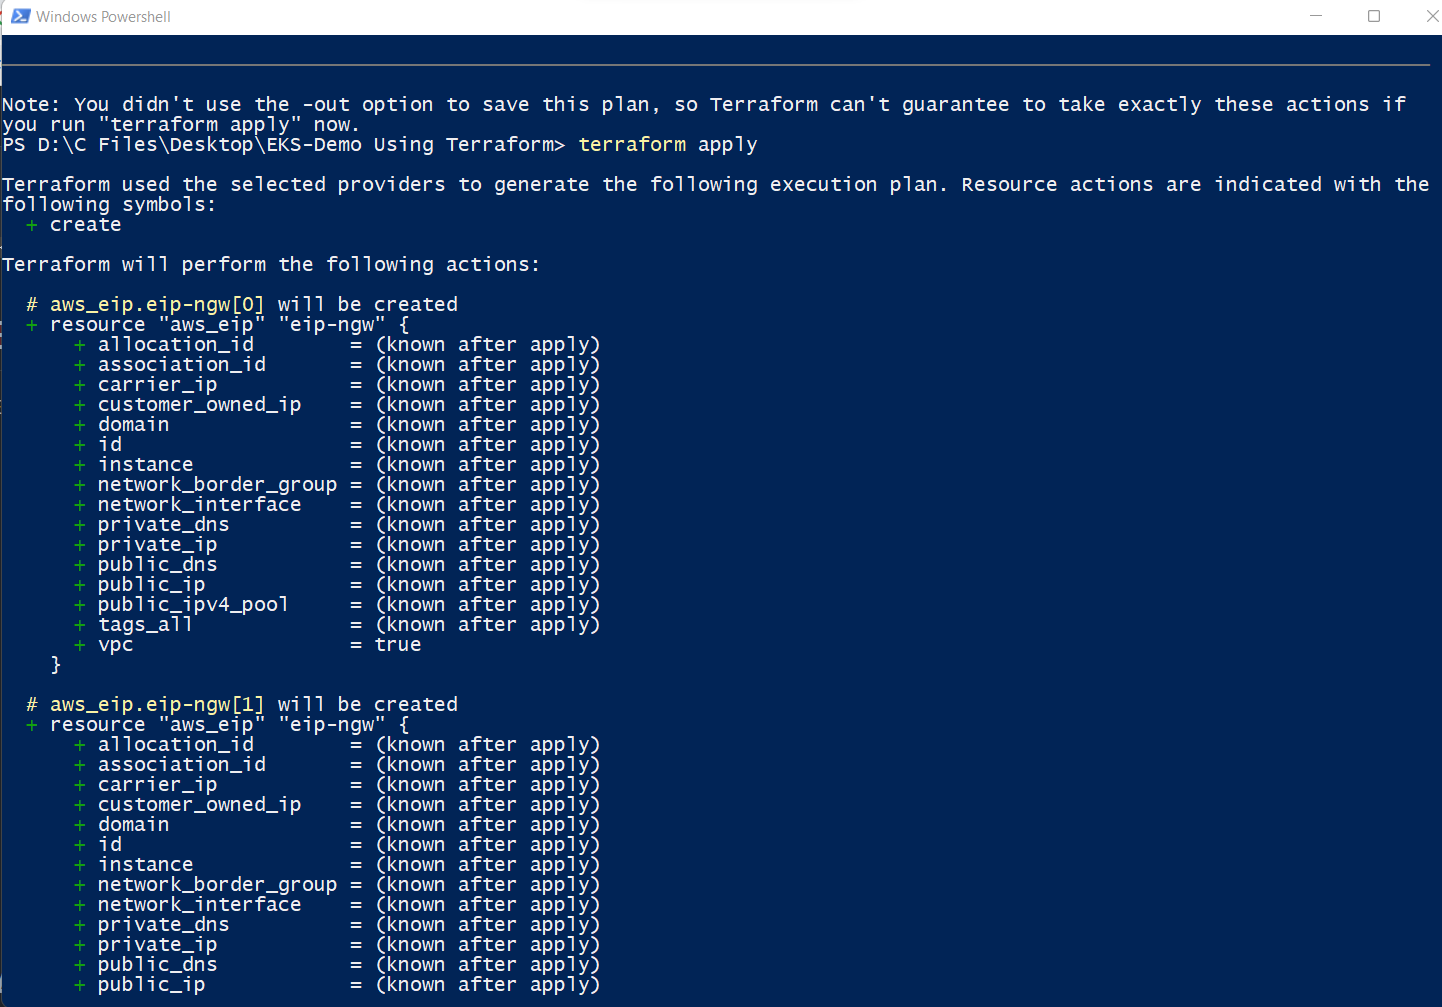 Windows Powershell
Note: You didn't use the -out option to save this plan, so Terraform can't guarantee to take exactly these actions if
you run "terraform apply" now.
PS D:\C Files\Desktop\EKS-Demo Using Terraform> terraform apply
Terraform used the selected providers to generate the following execution plan. Resource actions are indicated with the
following symbols:
+ create
Terraform will perform the following actions:
# aws_eip.eip-ngw[0] will be created
+ resource "aws_eip" "eip-ngw" {
+ allocation_id = (known after apply)
+ association_id = (known after apply)
+ carrier_ip = (known after apply)
+ customer_owned_ip = (known after apply)
+ domain = (known after apply)
+ id = (known after apply)
+ instance = (known after apply)
+ network_border_group = (known after apply)
+ network_interface = (known after apply)
+ private_dns = (known after apply)
+ private_ip = (known after apply)
+ public_dns = (known after apply)
+ public_ip = (known after apply)
+ public_ipv4_pool = (known after apply)
+ tags_all = (known after apply)
+ vpc = true
}
# aws_eip.eip-ngw[1] will be created
+ resource "aws_eip" "eip-ngw" {
+ allocation_id = (known after apply)
+ association_id = (known after apply)
+ carrier_ip = (known after apply)
+ customer_owned_ip = (known after apply)
+ domain = (known after apply)
+ id = (known after apply)
+ instance = (known after apply)
+ network_border_group = (known after apply)
+ network_interface = (known after apply)
+ private_dns = (known after apply)
+ private_ip = (known after apply)
+ public_dns = (known after apply)
+ public_ip = (known after apply)